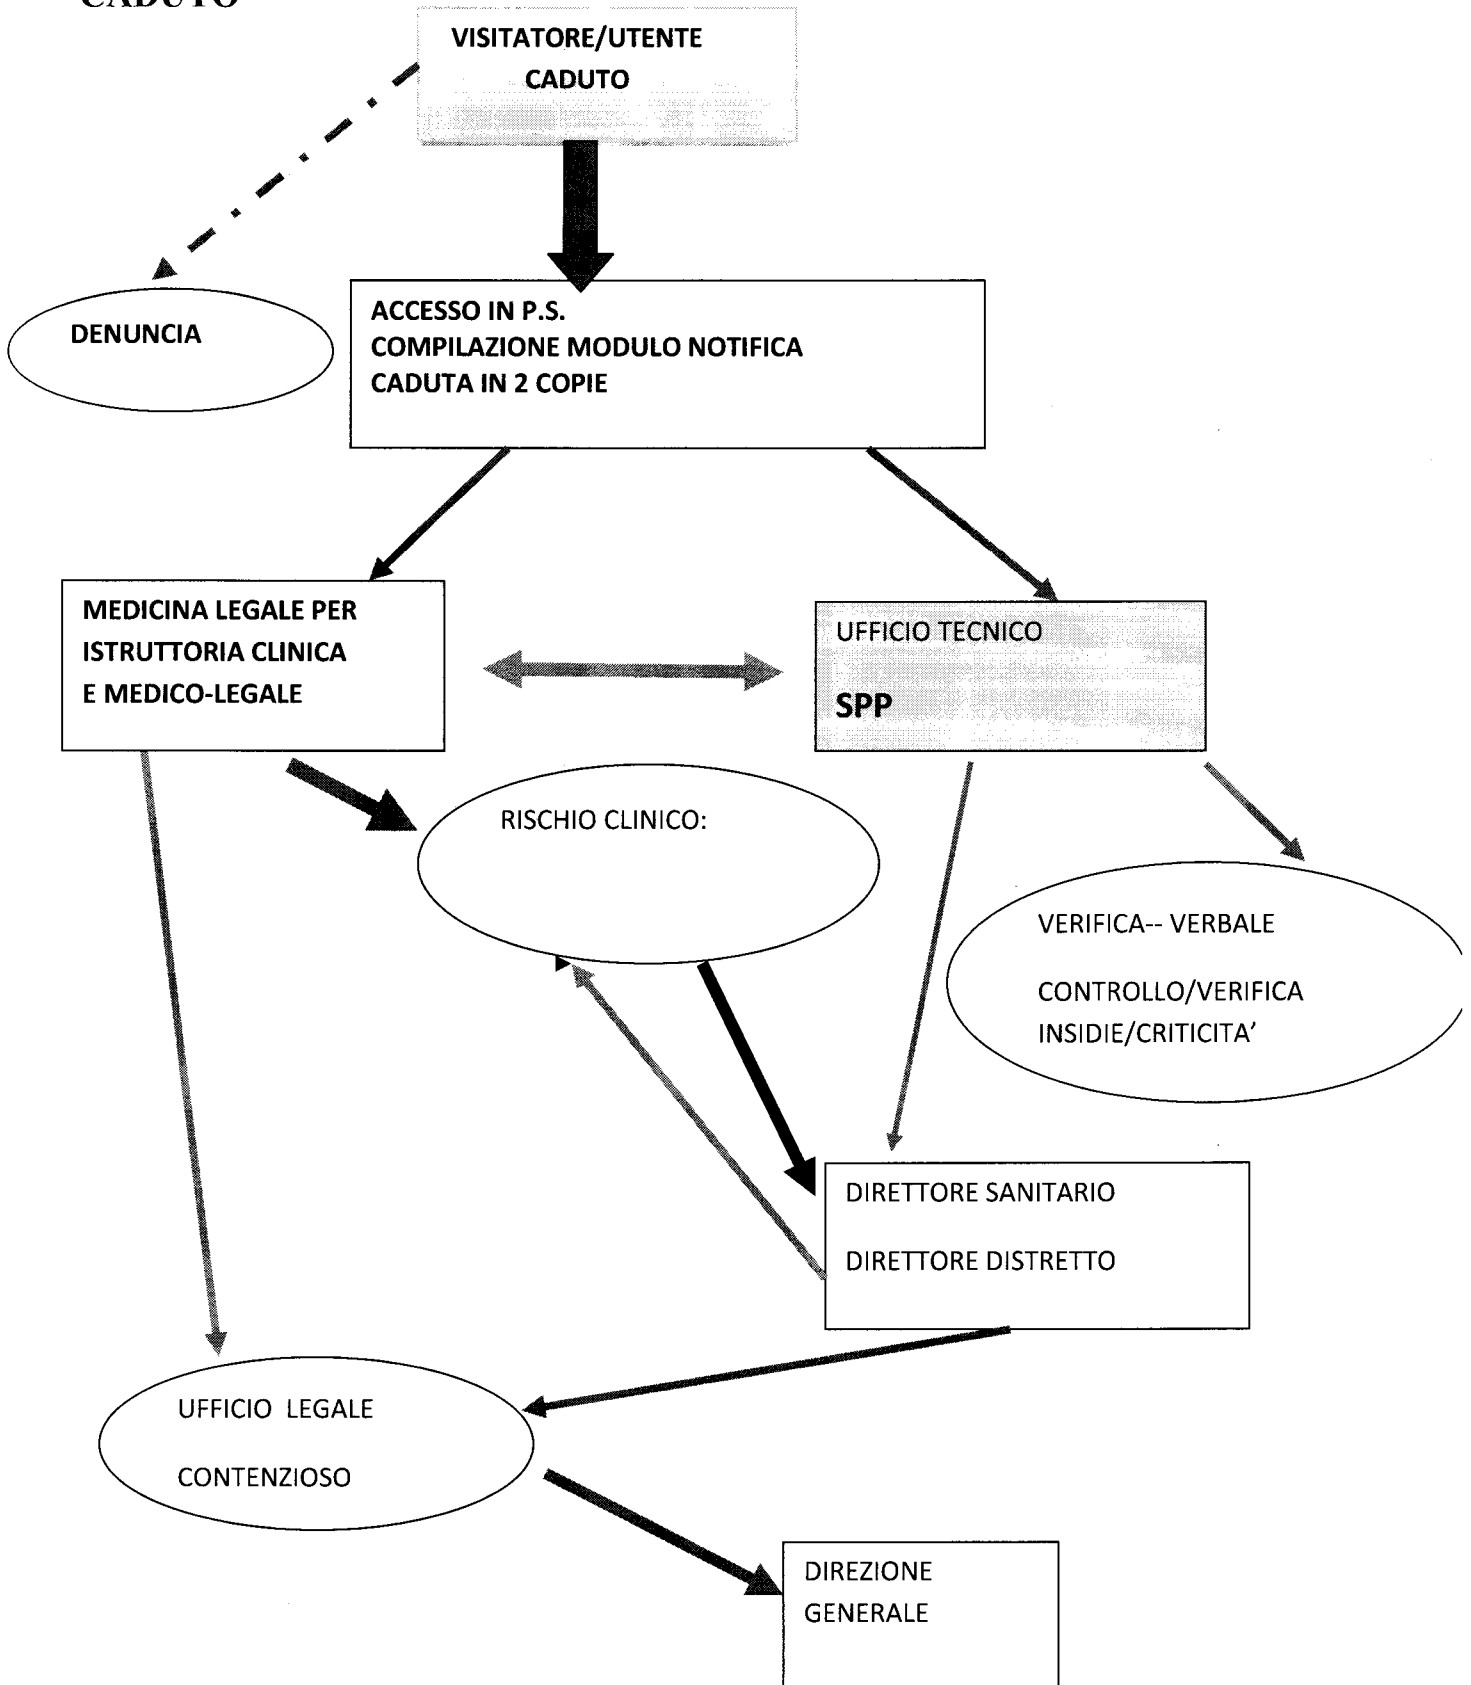 CADUTO
VISITATORE/UTENTE
CADUTO
DENUNCIA
ACCESSO IN P.S.
COMPILAZIONE MODULO NOTIFICA
CADUTA IN 2 COPIE
MEDICINA LEGALE PER
ISTRUTTORIA CLINICA
E MEDICO-LEGALE
UFFICIO TECNICO
SPP
RISCHIO CLINICO:
VERIFICA-- VERBALE
CONTROLLO/VERIFICA
INSIDIE/CRITICITA’
DIRETTORE SANITARIO
DIRETTORE DISTRETTO
UFFICIO LEGALE
CONTENZIOSO
DIREZIONE
GENERALE